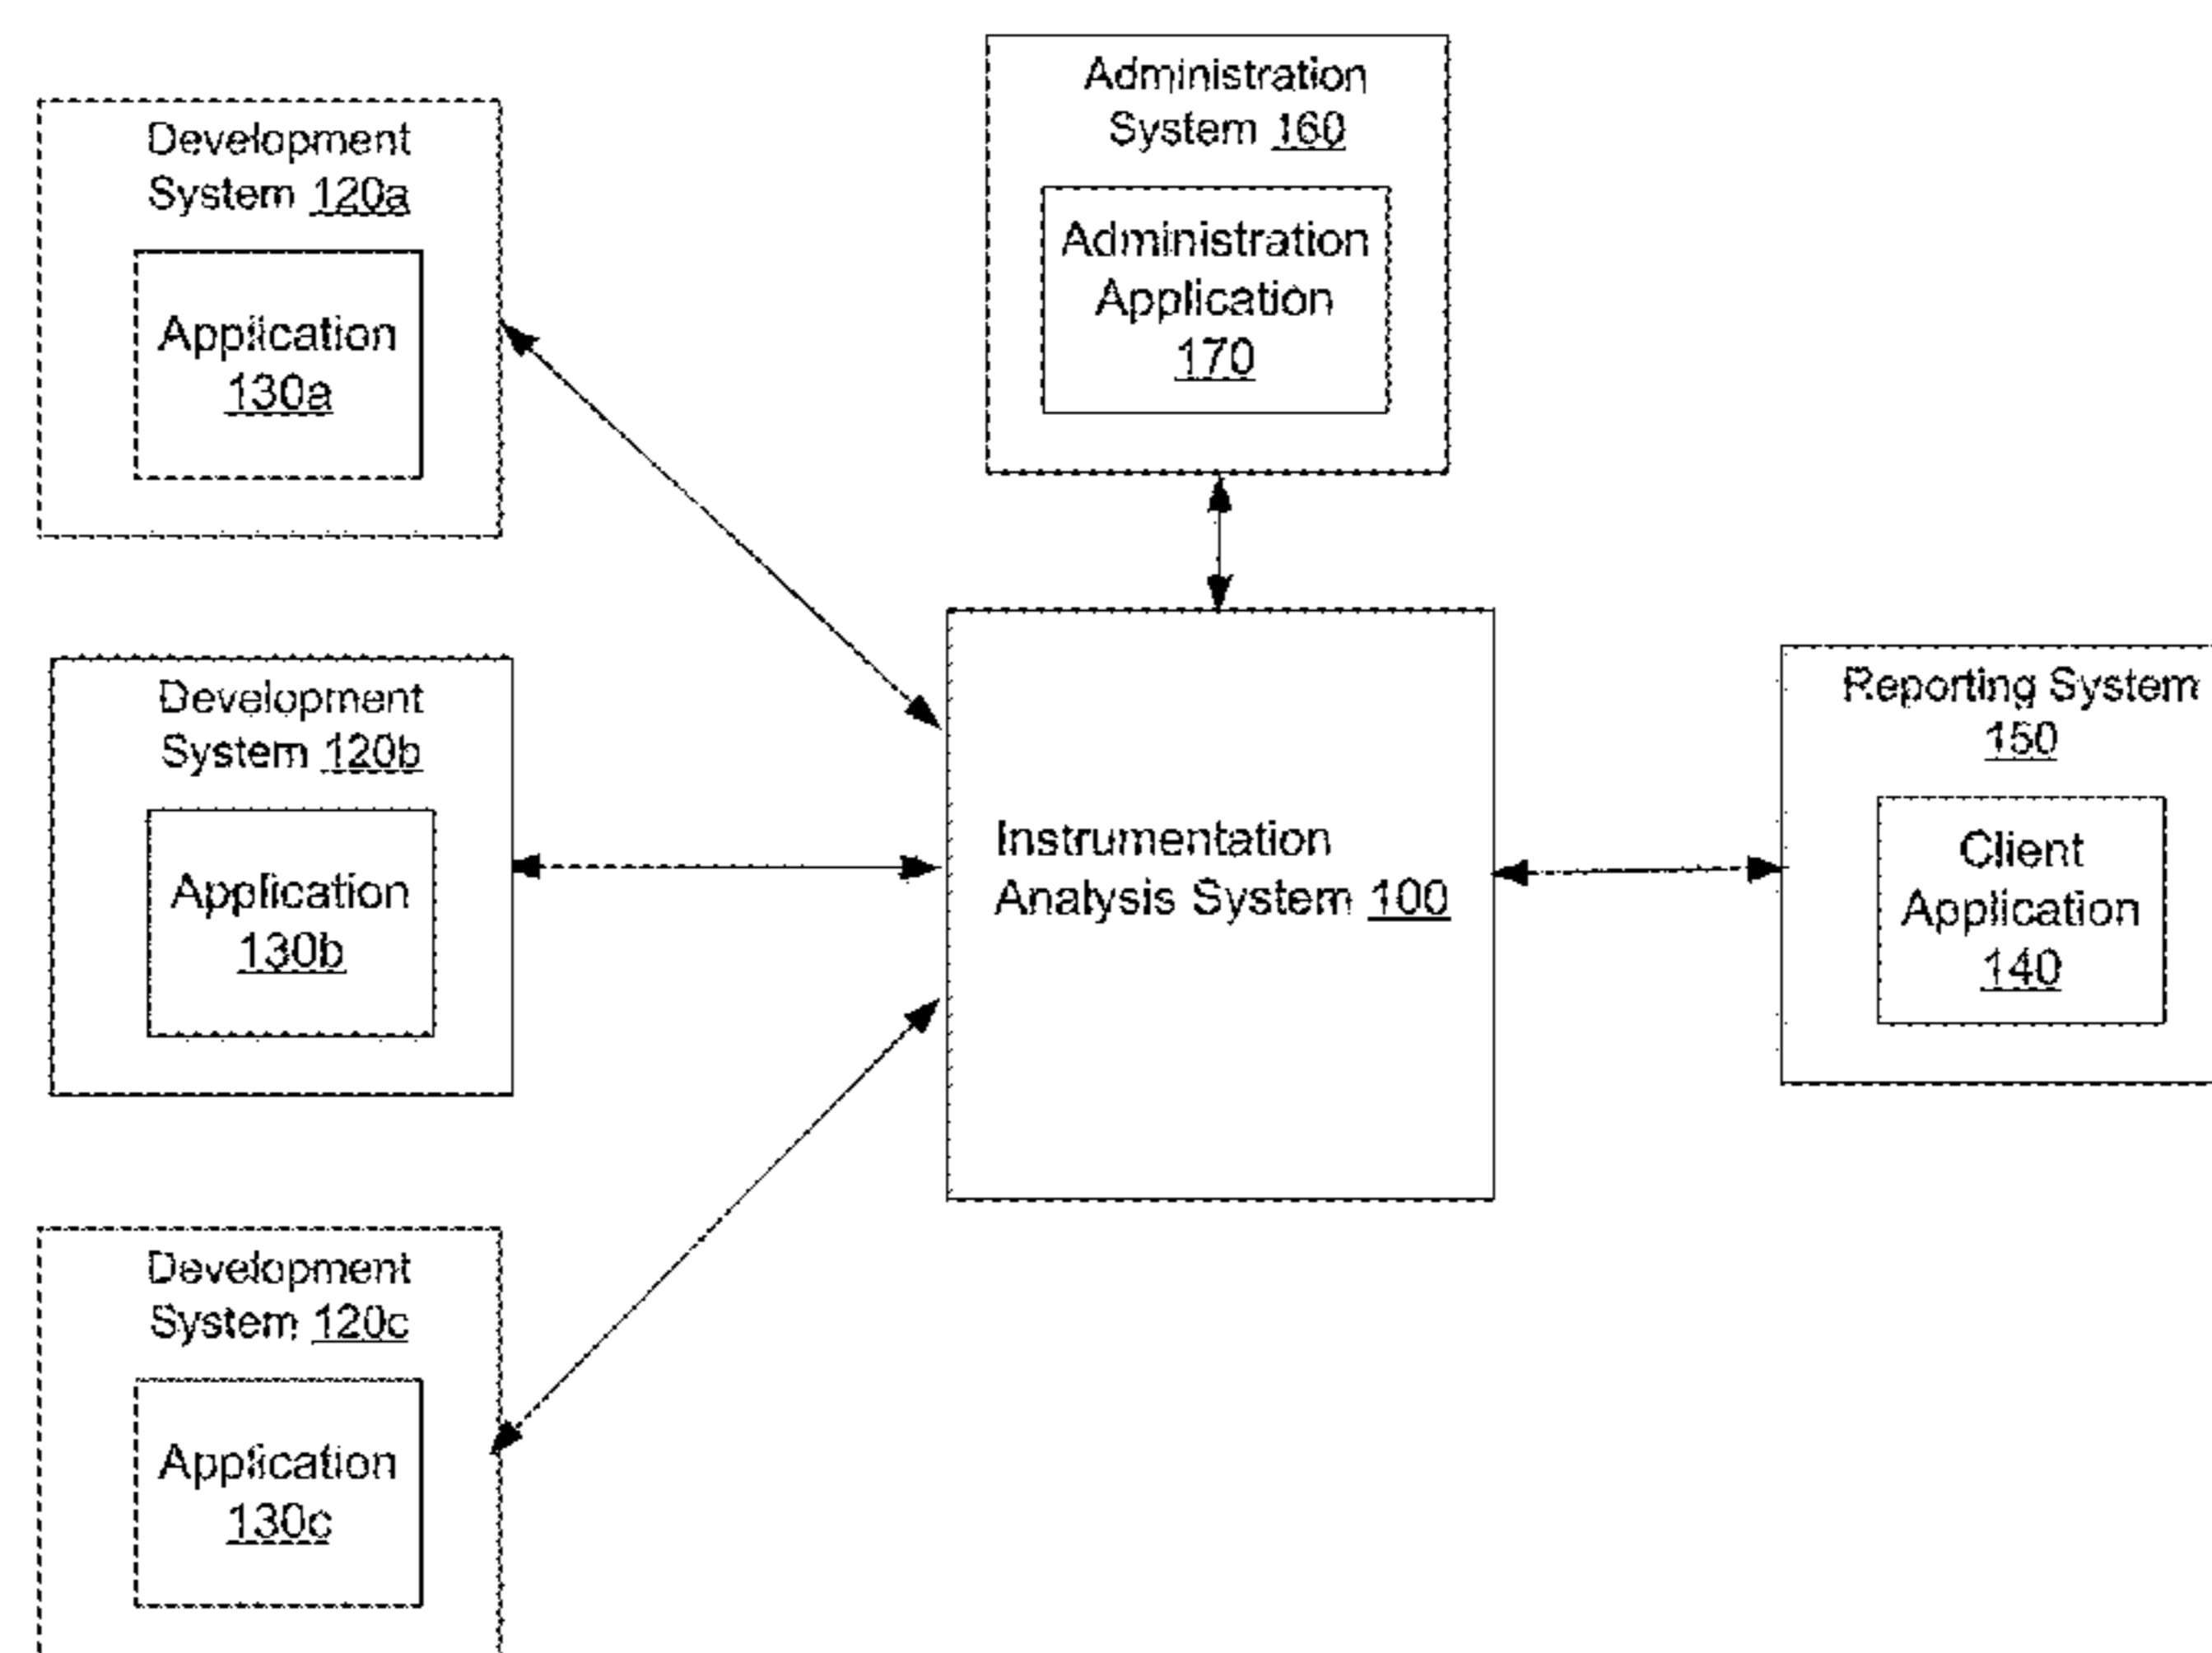 Development
System 120a
Application
130a
Administration
System 160
Administration
Application
170
Development
System 120b
Application
130b
Instrumentation
Analysis System 100
Reporting System
150
Client
Application
140
Development
System 120c
Application
130c